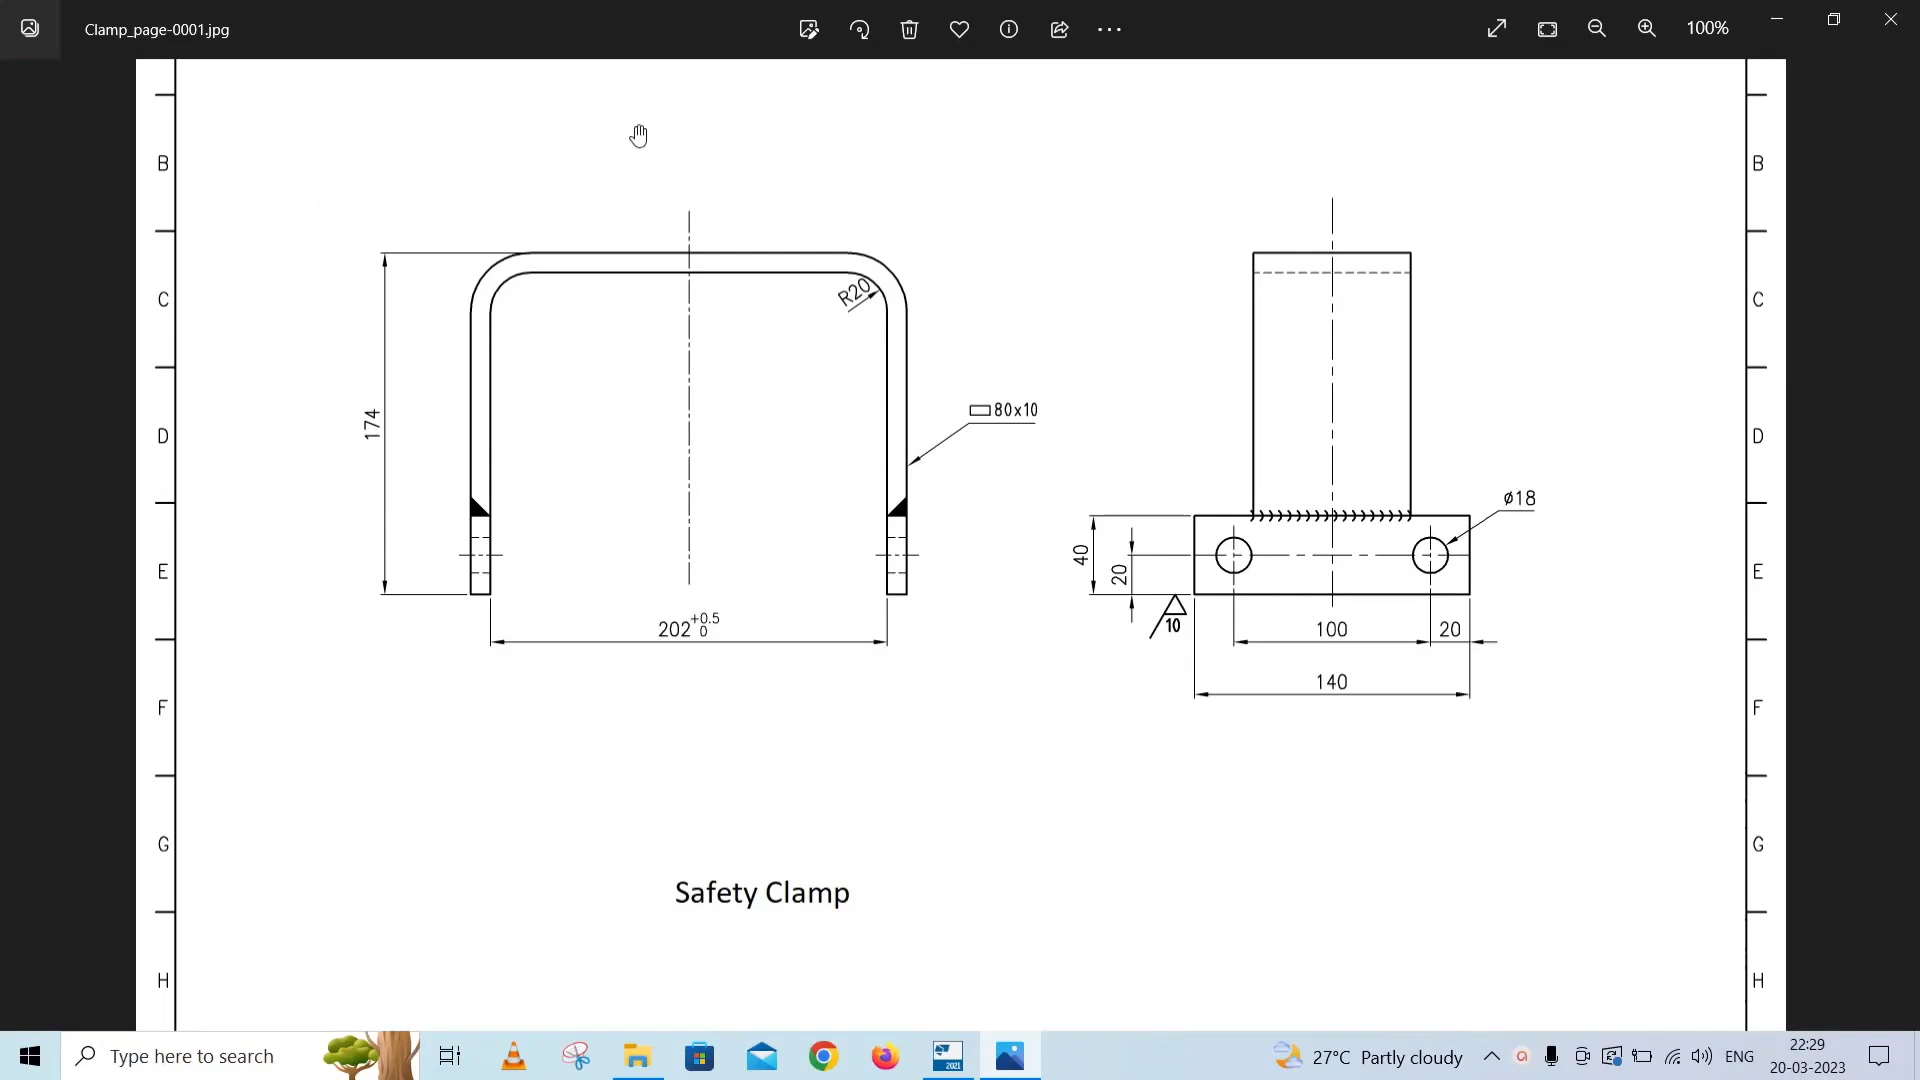 Clamp_page-0001.jpg
100%
B
B
C
R20
C
174
80x10
D
D
ø18
40
20
E
E
202 +0.5 0
10
100
20
140
F
F
G
G
Safety Clamp
H
H
Type here to search
2021
27°C Partly cloudy
ENG
22:29
20-03-2023